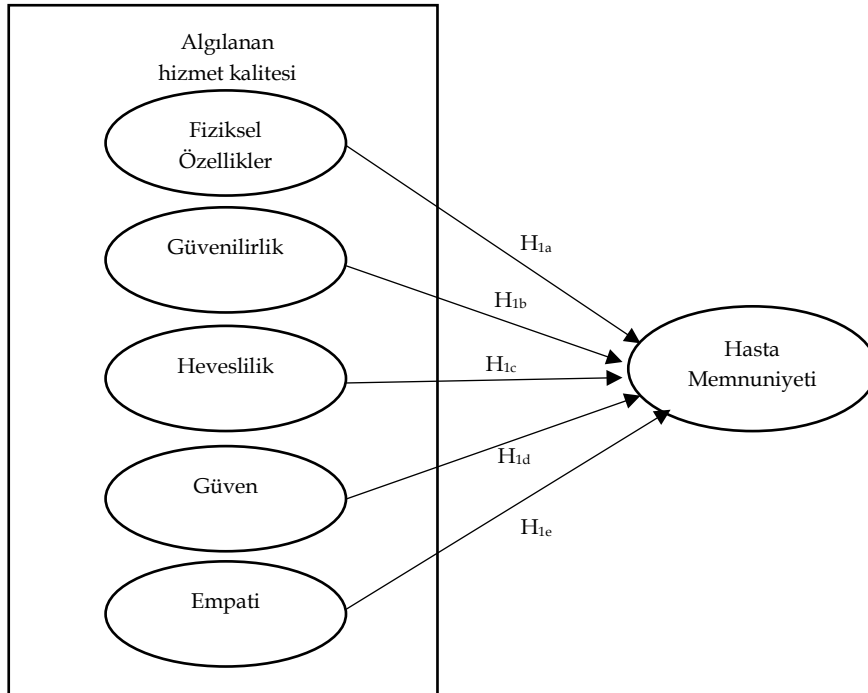 Algılanan
hizmet kalitesi
Fiziksel
Özellikler
H1a
Güvenilirlik
H1b
Heveslilik
H1c
Hasta
Memnuniyeti
Güven
H1d
H1e
Empati